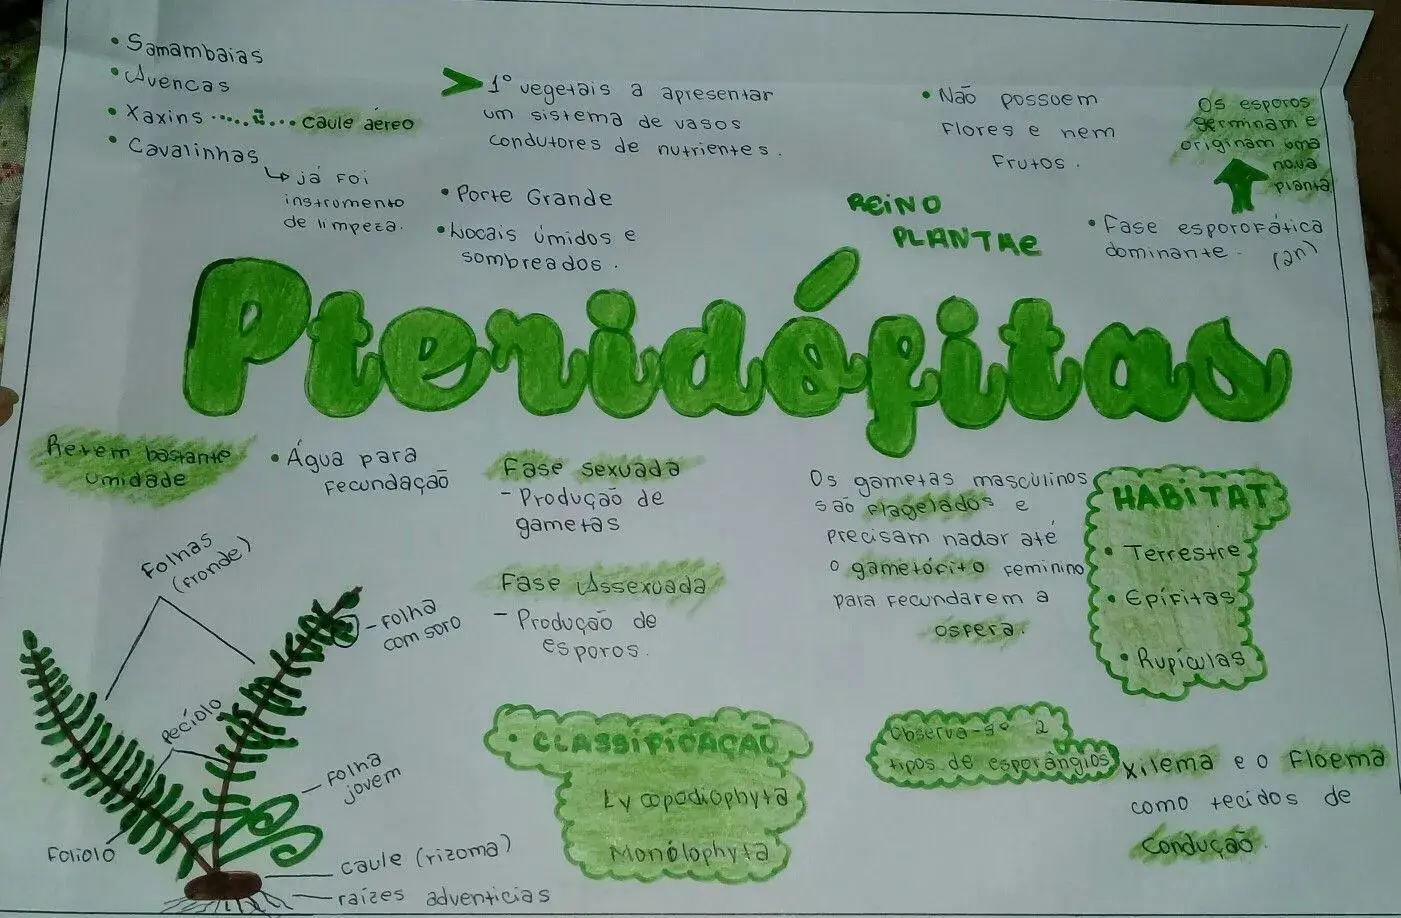 • Samambaias
• Avencas
• Xaxins ......... caule aéreo
• Cavalinhas
↳ já foi
instrumento
de limpeza.
➤ 1º vegetais a apresentar
um sistema de vasos
condutores de nutrientes.
• Porte Grande
• Locais úmidos e
sombreados.
• Não possuem
flores e nem
frutos.
Os esporos
germinam e
originam uma
nova
planta
REINO
PLANTAE
• Fase esporofática
dominante. (2n)
Pteridófitas
Retem bastante
umidade
• Água para
fecundação
Fase sexuada
- Produção de
gametas
Fase Assexuada
- Produção de
esporos.
Os gametas masculinos
são flagelados e
precisam nadar até
o gametófito feminino
para fecundarem a
osfera.
HABITAT
• Terrestre
• Epífitas
• Rupículas
Folhas
(fronde)
- Folha
com soro
Pecíolo
Folha
jovem
Folíolo
caule (rizoma)
raízes adventicias
• CLASSIFICAÇÃO
Lycopodiophyta
Monólophyta
Observa-se 2
tipos de esporângios
Xilema e o Floema
como tecidos de
condução.